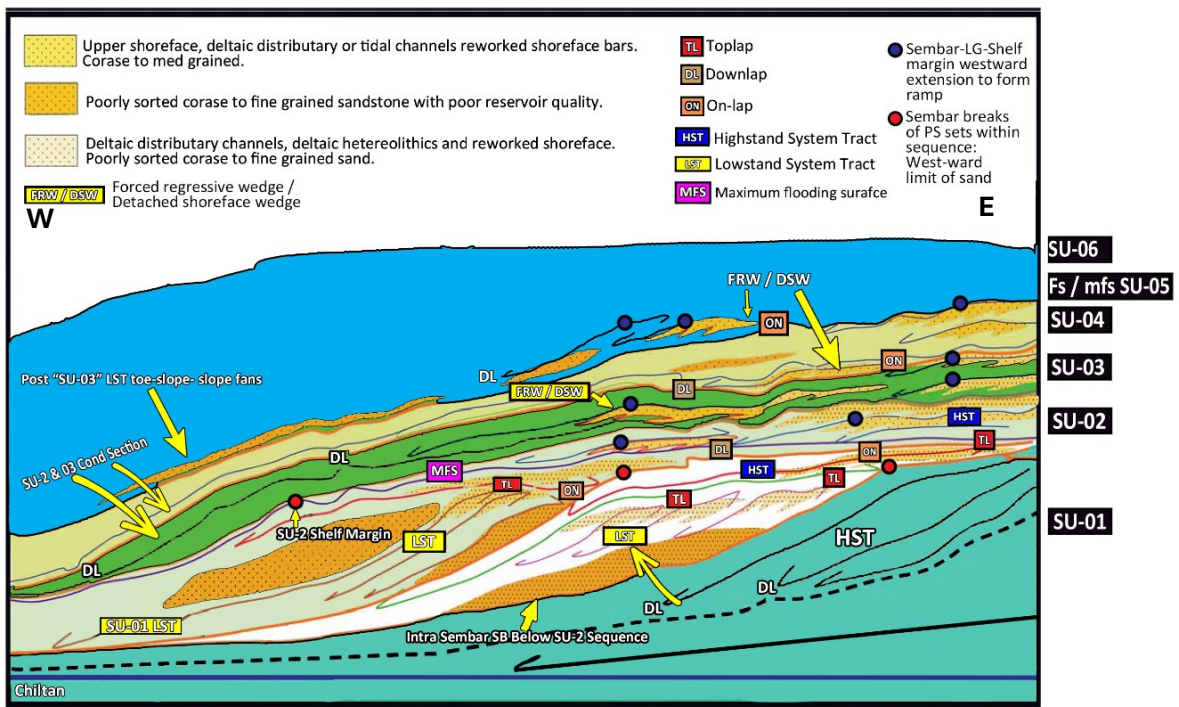 Upper shoreface, deltaic distributary or tidal channels reworked shoreface bars.
Corase to med grained.
Poorly sorted corase to fine grained sandstone with poor reservoir quality.
Deltaic distributary channels, deltaic hetereolithics and reworked shoreface.
Poorly sorted corase to fine grained sand.
FRW / DSW
Forced regressive wedge /
Detached shoreface wedge
TL Toplap
DL Downlap
ON On-lap
HST Highstand System Tract
LST Lowstand System Tract
MFS Maximum flooding surafce
Sembar-LG-Shelf
margin westward
extension to form
ramp
Sembar breaks
of PS sets within
sequence:
West-ward
limit of sand
W
E
SU-06
Fs / mfs SU-05
SU-04
SU-03
SU-02
SU-01
FRW / DSW
ON
ON
DL
Post "SU-03" LST toe-slope- slope fans
FRW / DSW
DL
HST
SU-2 & 03 Cond Section
DL
MFS
DL
ON
TL
HST
TL
TL
ON
TL
SU-2 Shelf Margin
LST
LST
HST
DL
DL
DL
SU-01 LST
Intra Sembar SB Below SU-2 Sequence
Chiltan